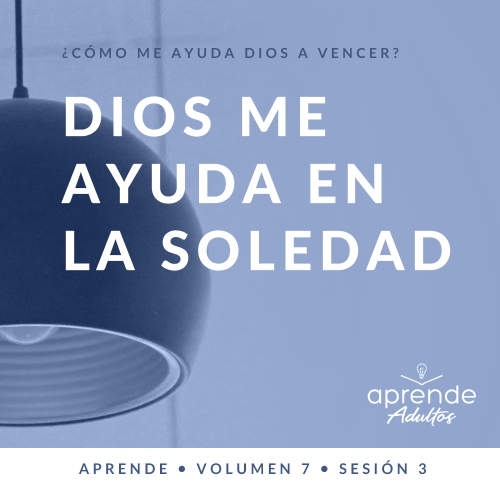 ¿CÓMO ME AYUDA DIOS A VENCER?
DIOS ME
AYUDA EN
LA SOLEDAD
aprende
Adultos
APRENDE • VOLUMEN 7 • SESIÓN 3